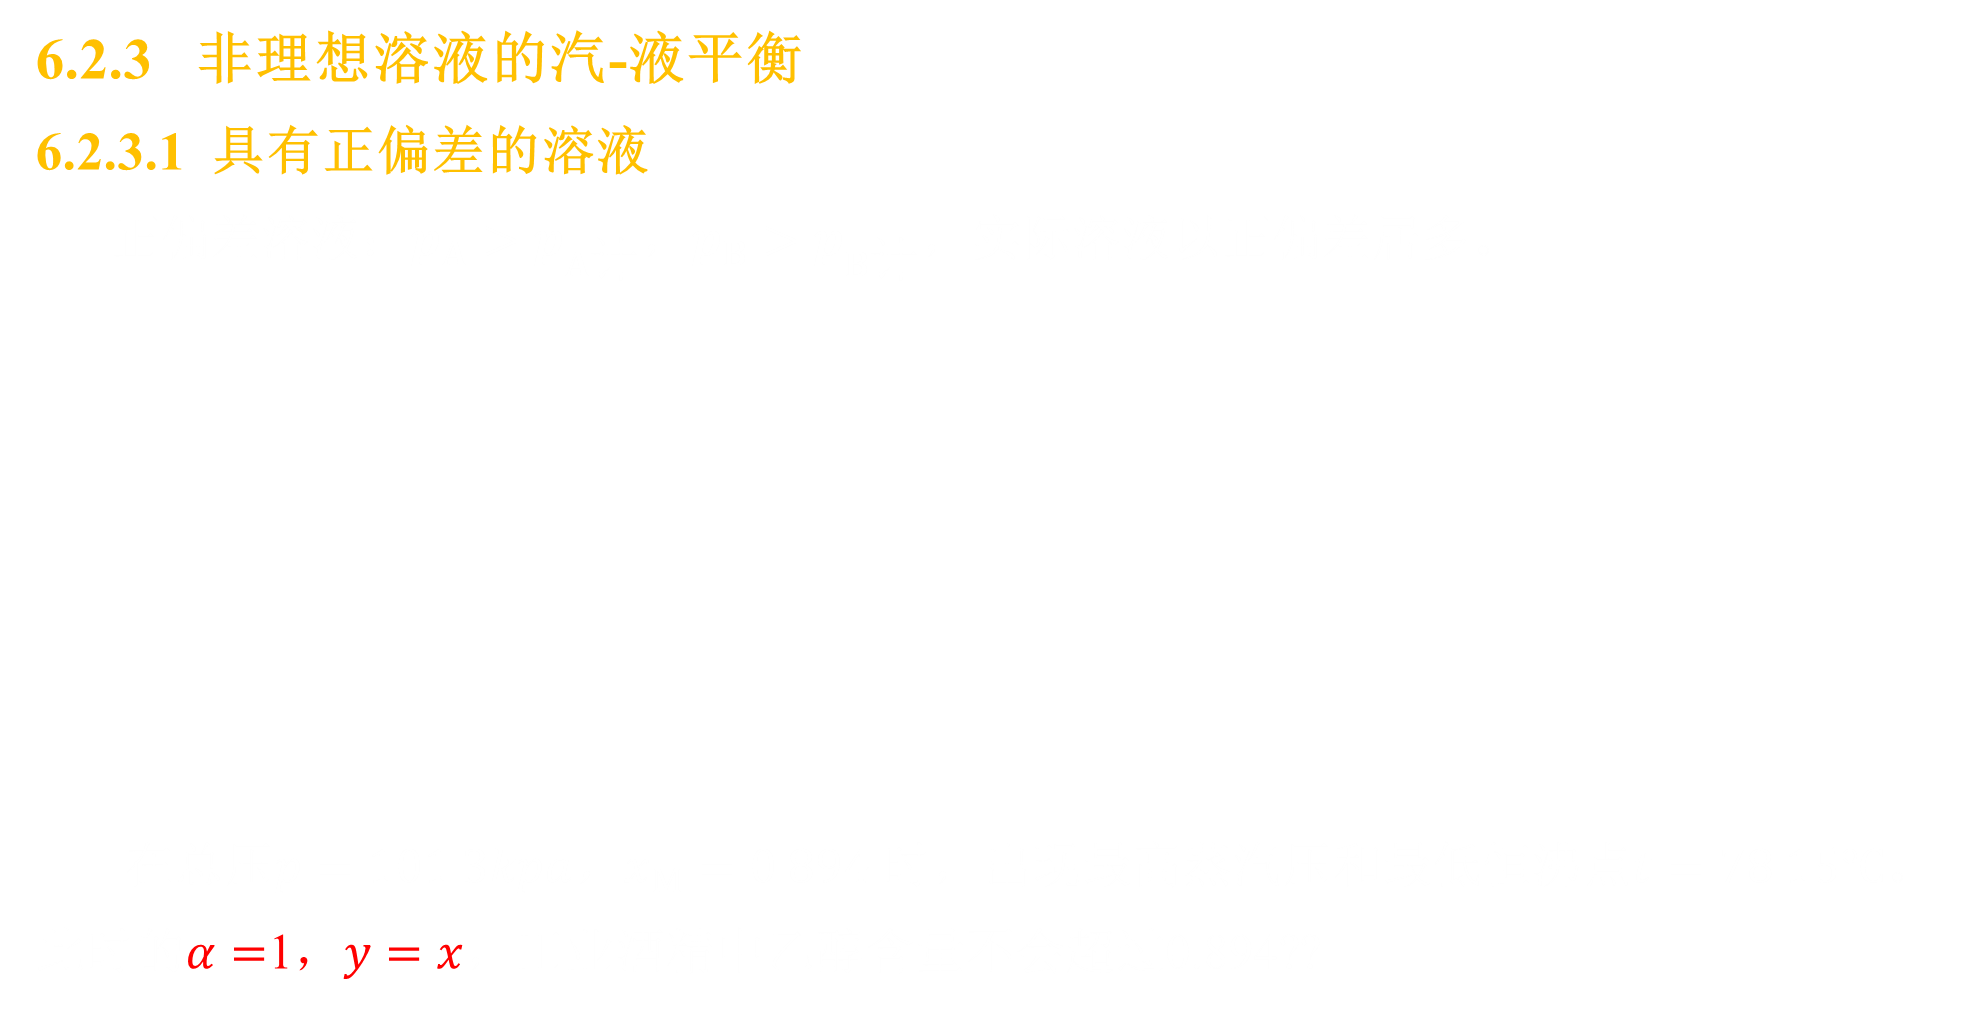 6.2.3 非理想溶液的汽-液平衡
6.2.3.1 具有正偏差的溶液
α =1，y = x